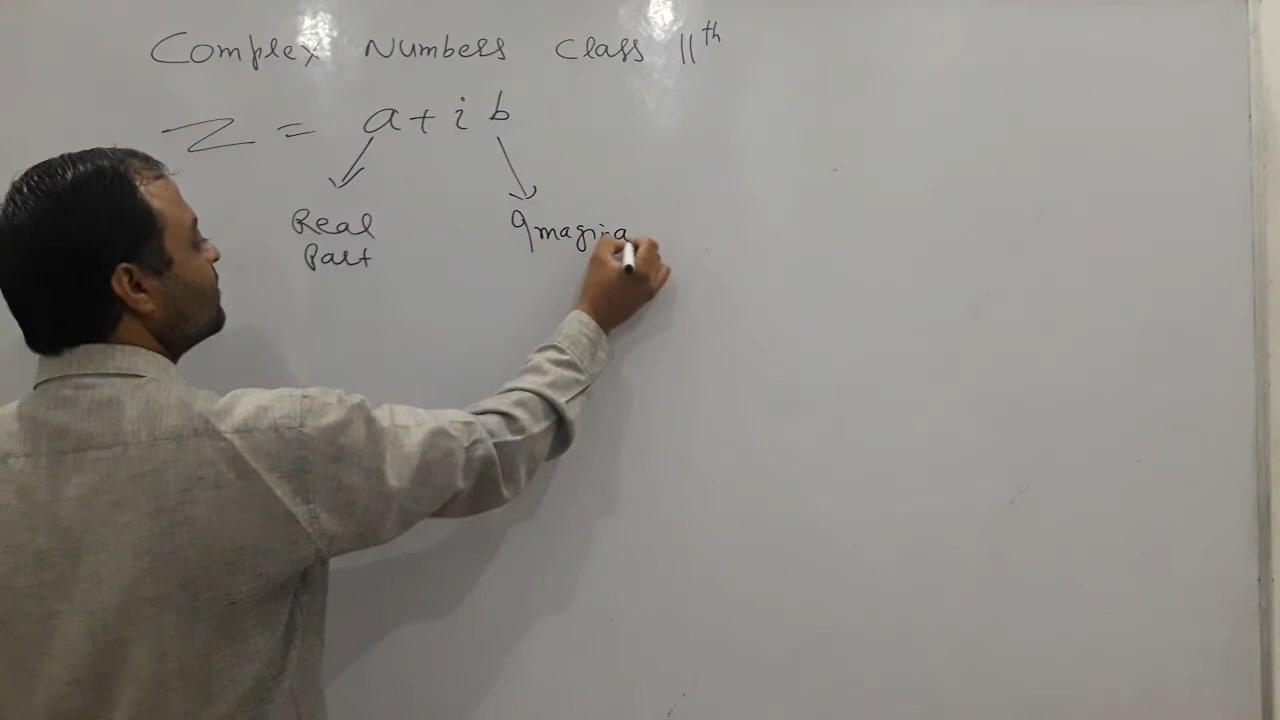 Complex Numbers Class 11th
Z = a + i b
Real Imagina
Part